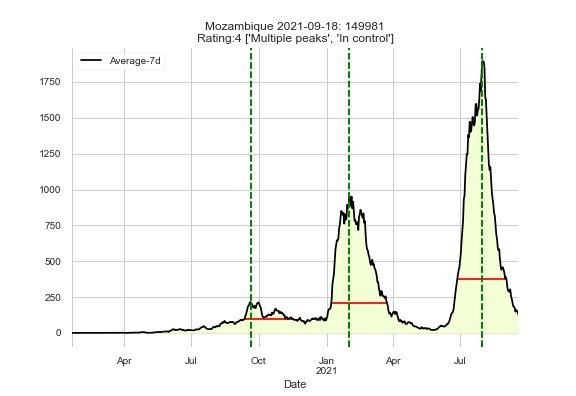 Mozambique 2021-09-18: 149981
Rating:4 ['Multiple peaks', 'In control']
Average-7d
1750
1500
1250
1000
750
500
250
0
Apr Jul Oct Jan Apr Jul
2021
Date